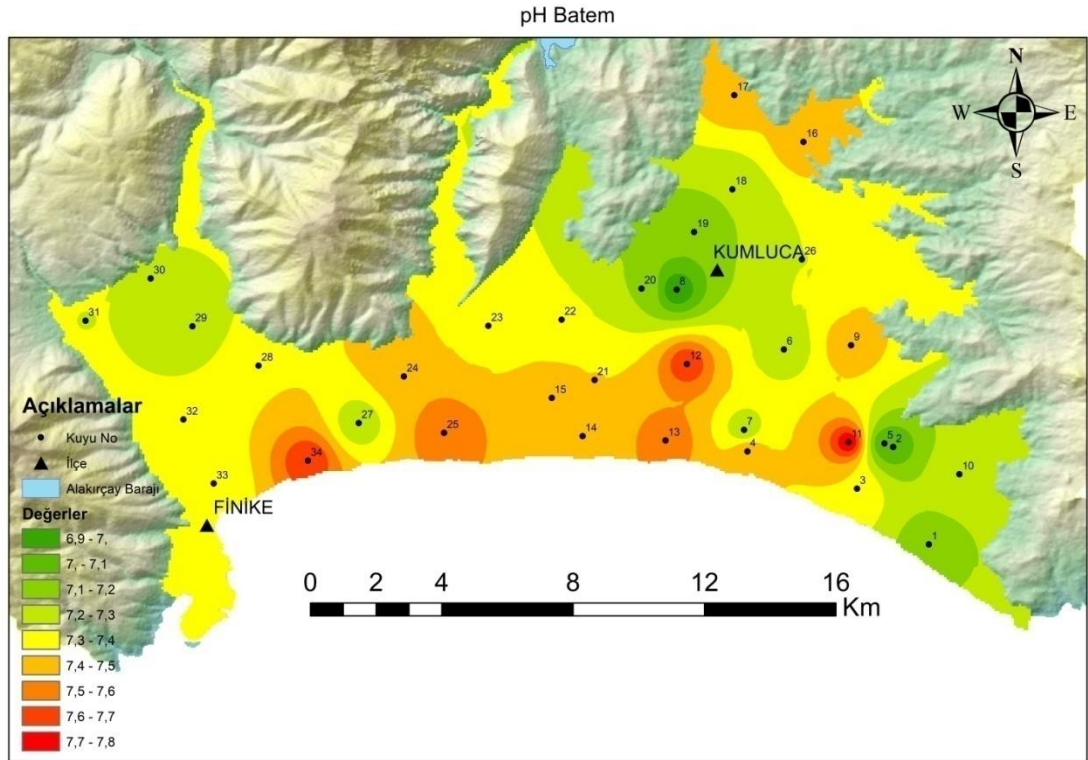 pH Batem
N
W E
S
17
16
18
19
KUMLUCA
26
20
8
30
31
29
23
22
6
9
28
12
24
21
15
Açıklamalar
Kuyu No
İlçe
Alakırçay Barajı
32
27
25
14
13
7
4
11
5
2
34
10
33
3
FİNİKE
1
Değerler
6,9 - 7,
7, - 7,1
7,1 - 7,2
7,2 - 7,3
7,3 - 7,4
7,4 - 7,5
7,5 - 7,6
7,6 - 7,7
7,7 - 7,8
0 2 4 8 12 16
Km